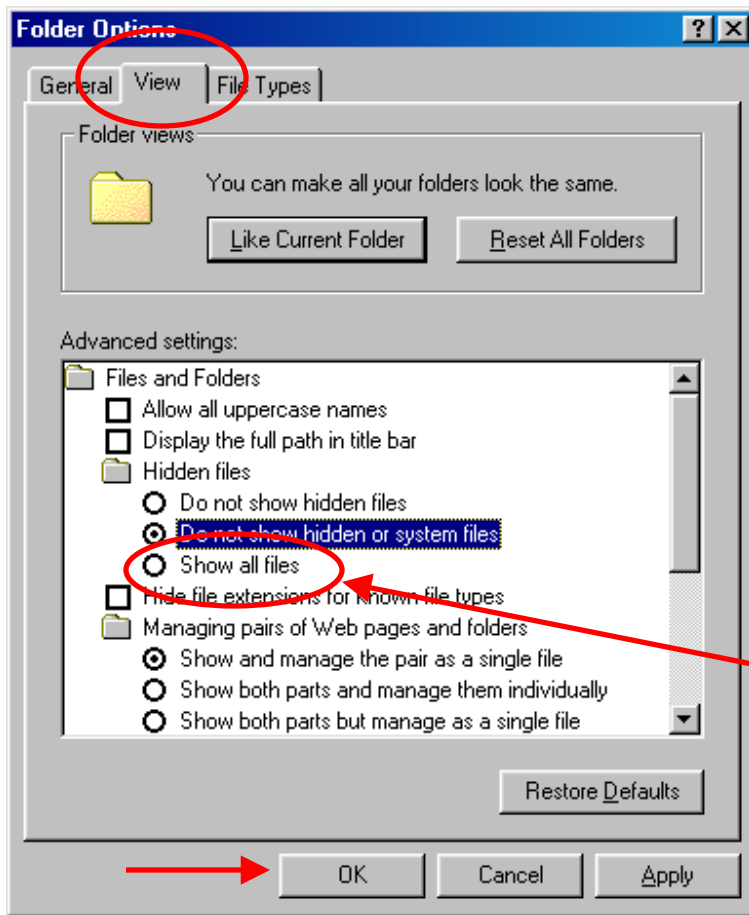 Folder Options
General View File Types
Folder views
You can make all your folders look the same.
Like Current Folder Reset All Folders
Advanced settings:
Files and Folders
Allow all uppercase names
Display the full path in title bar
Hidden files
Do not show hidden files
Do not show hidden or system files
Show all files
Hide file extensions for known file types
Managing pairs of Web pages and folders
Show and manage the pair as a single file
Show both parts and manage them individually
Show both parts but manage as a single file
Restore Defaults
OK Cancel Apply